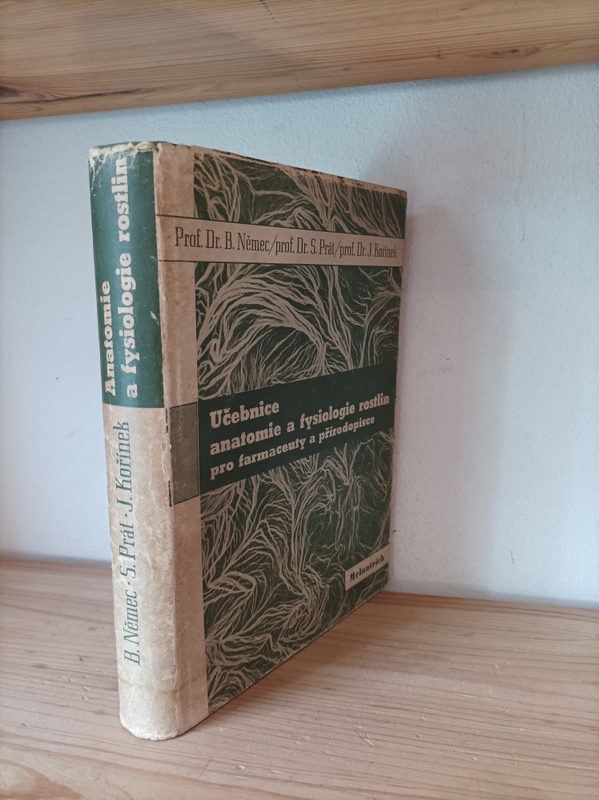 Anatomie
a fysiologie rostlin
B. Němec · S. Prát · J. Kořínek
Prof. Dr. B. Němec/prof. Dr. S. Prát/prof. Dr. J. Kořínek
Učebnice
anatomie a fysiologie rostlin
pro farmaceuty a přírodopisce
Melantrich